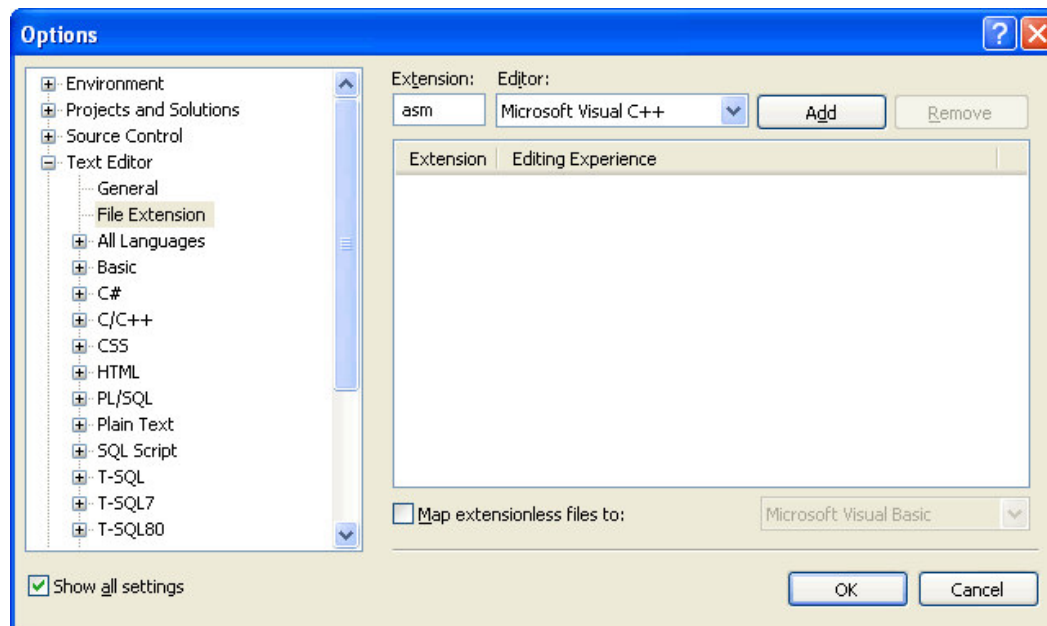 Options
Environment
Projects and Solutions
Source Control
Text Editor
General
File Extension
All Languages
Basic
C#
C/C++
CSS
HTML
PL/SQL
Plain Text
SQL Script
T-SQL
T-SQL7
T-SQL80
Show all settings
Extension: Editor:
asm Microsoft Visual C++ Add Remove
Extension Editing Experience
Map extensionless files to: Microsoft Visual Basic
OK Cancel